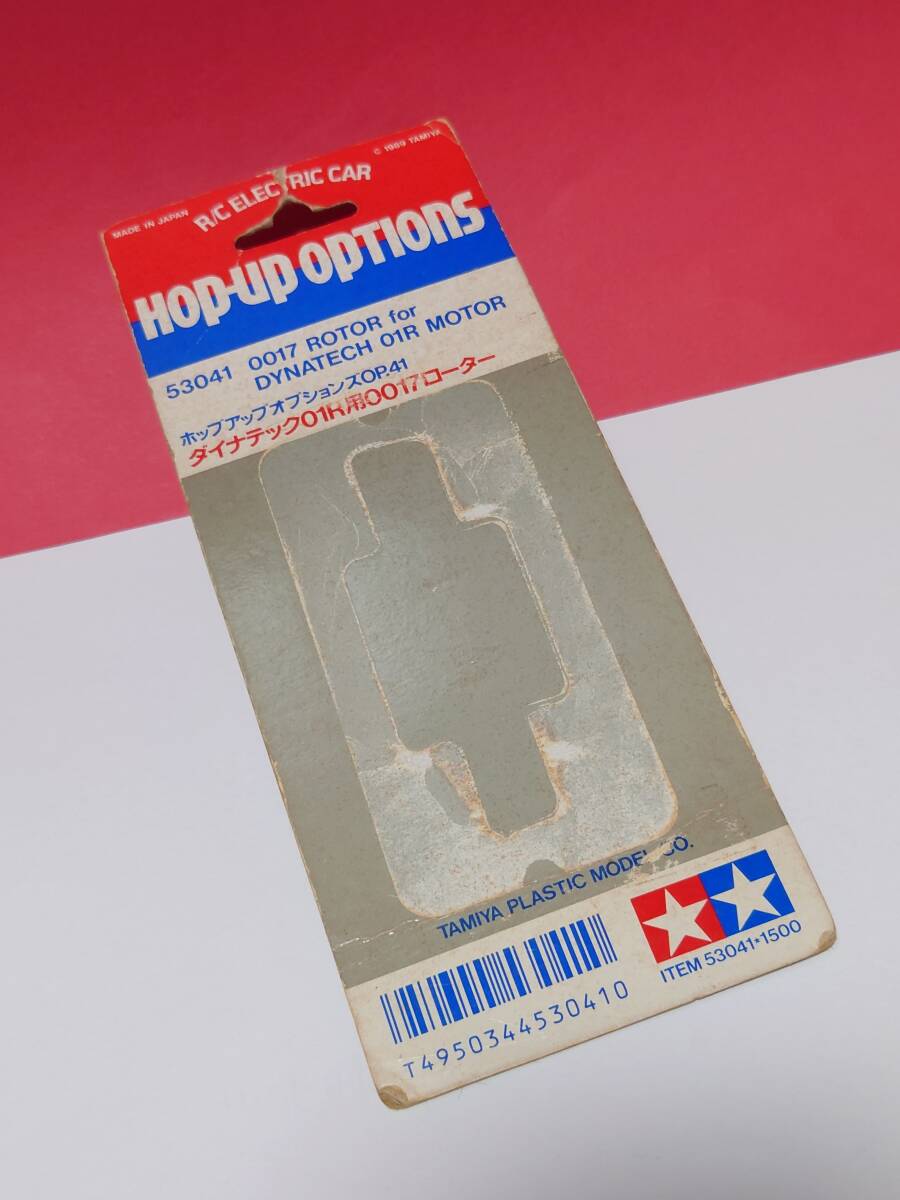 MADE IN JAPAN
© 1989 TAMIYA
R/C ELECTRIC CAR
HOP-UP OPTIONS
53041 0017 ROTOR for
DYNATECH 01R MOTOR
ホップアップオプションズOP.41
ダイナテック01R用0017ローター
TAMIYA PLASTIC MODEL CO.
ITEM 53041*1500
T4950344530410